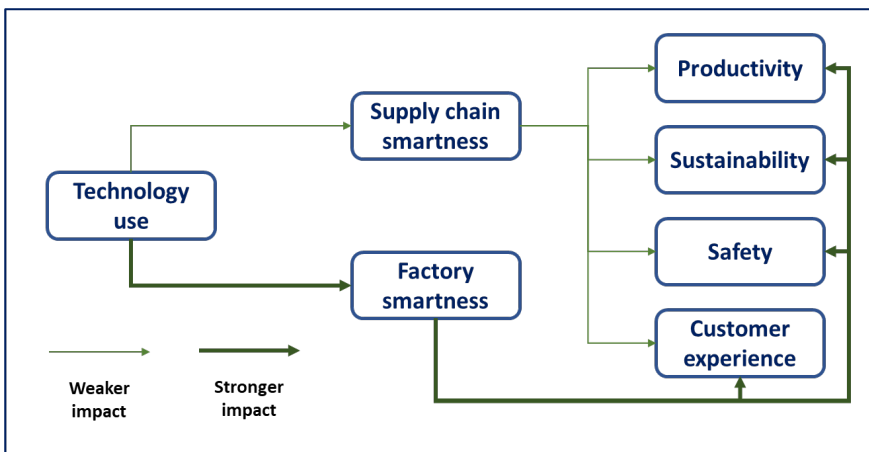 Productivity
Supply chain
smartness
Sustainability
Technology
use
Factory
smartness
Safety
Customer
experience
Weaker
impact
Stronger
impact